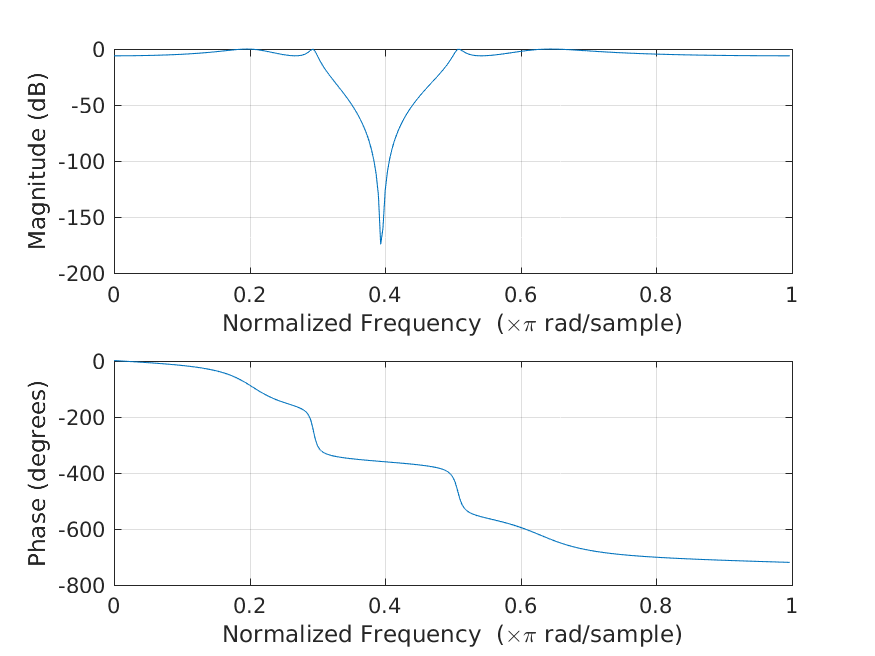 Magnitude (dB)
0
-50
-100
-150
-200
0 0.2 0.4 0.6 0.8 1
Normalized Frequency (×π rad/sample)
Phase (degrees)
0
-200
-400
-600
-800
0 0.2 0.4 0.6 0.8 1
Normalized Frequency (×π rad/sample)